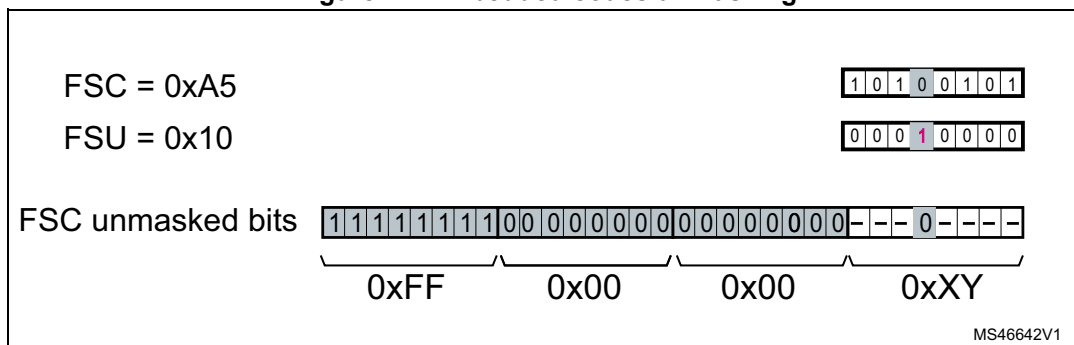 FSC = 0xA5 1 0 1 0 0 1 0 1
FSU = 0x10 0 0 0 1 0 0 0 0
FSC unmasked bits 1 1 1 1 1 1 1 1 0 0 0 0 0 0 0 0 0 0 0 0 0 0 0 0 - - - 0 - - - -
0xFF 0x00 0x00 0xXY
MS46642V1